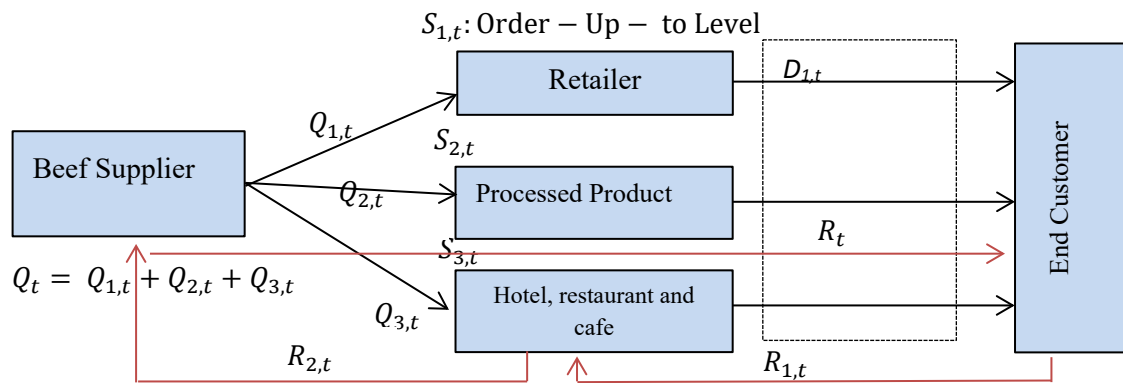 S1,t: Order – Up – to Level
Retailer
D1,t
Q1,t
S2,t
Beef Supplier
Processed Product
Q2,t
End Customer
Rt
S3,t
Qt = Q1,t + Q2,t + Q3,t
Hotel, restaurant and
cafe
Q3,t
R2,t
R1,t